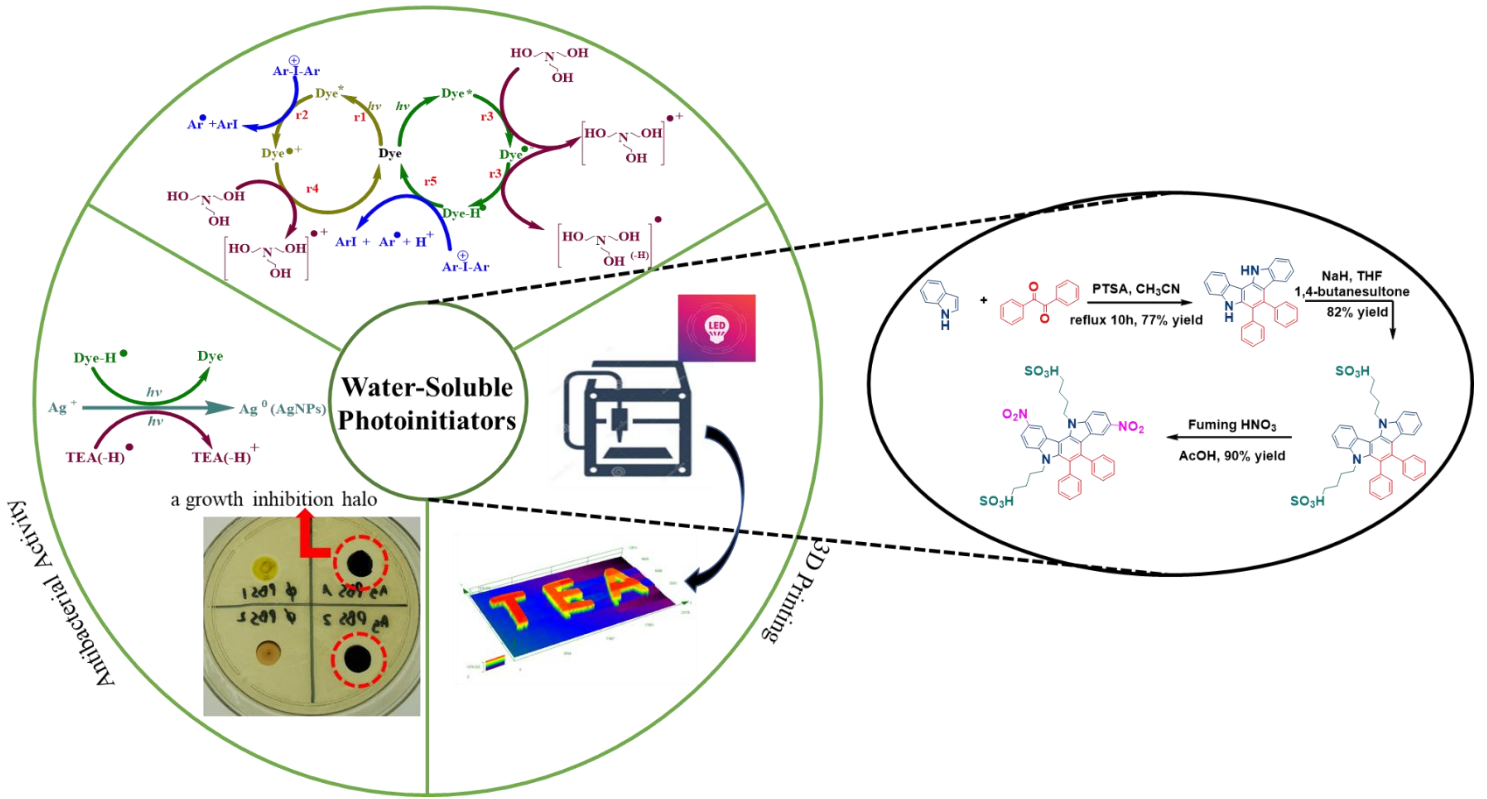 Ar-I-Ar
⊕
Dye*
hν
r2
r1
Ar• +ArI
Dye•+
r4
HO OH
N
OH
[HO OH
N
OH]•+
Dye
hν
Dye*
r3
HO OH
N
OH
[HO OH
N
OH]•+
Dye•
r3
r5
Dye-H•
[HO OH
N
OH (-H)]•
ArI + Ar• + H+
⊕
Ar-I-Ar
LED
Water-Soluble
Photoinitiators
Dye-H•
Dye
hν
Ag+
Ag0 (AgNPs)
hν
TEA(-H)•
TEA(-H)+
a growth inhibition halo
Antibacterial Activity
TEA
3D Printing
N
H
+
O
O
PTSA, CH3CN
reflux 10h, 77% yield
HN
N
H
NaH, THF
1,4-butanesultone
82% yield
SO3H
N
N
SO3H
Fuming HNO3
AcOH, 90% yield
SO3H
O2N
N
NO2
N
SO3H